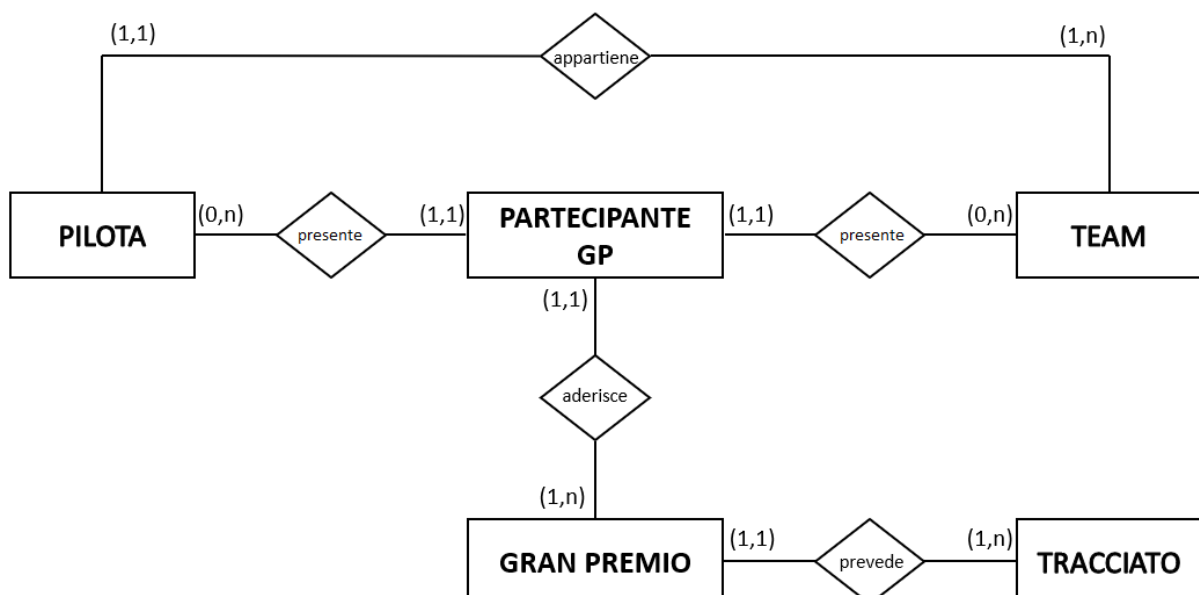 (1,1)
appartiene
(1,n)
PILOTA
(0,n)
presente
(1,1)
PARTECIPANTE
GP
(1,1)
presente
(0,n)
TEAM
(1,1)
aderisce
(1,n)
GRAN PREMIO
(1,1)
prevede
(1,n)
TRACCIATO